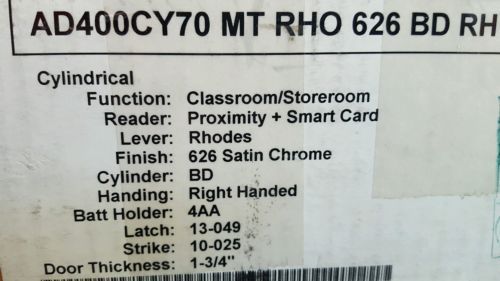 AD400CY70 MT RHO 626 BD RH
Cylindrical
Function: Classroom/Storeroom
Reader: Proximity + Smart Card
Lever: Rhodes
Finish: 626 Satin Chrome
Cylinder: BD
Handing: Right Handed
Batt Holder: 4AA
Latch: 13-049
Strike: 10-025
Door Thickness: 1-3/4"